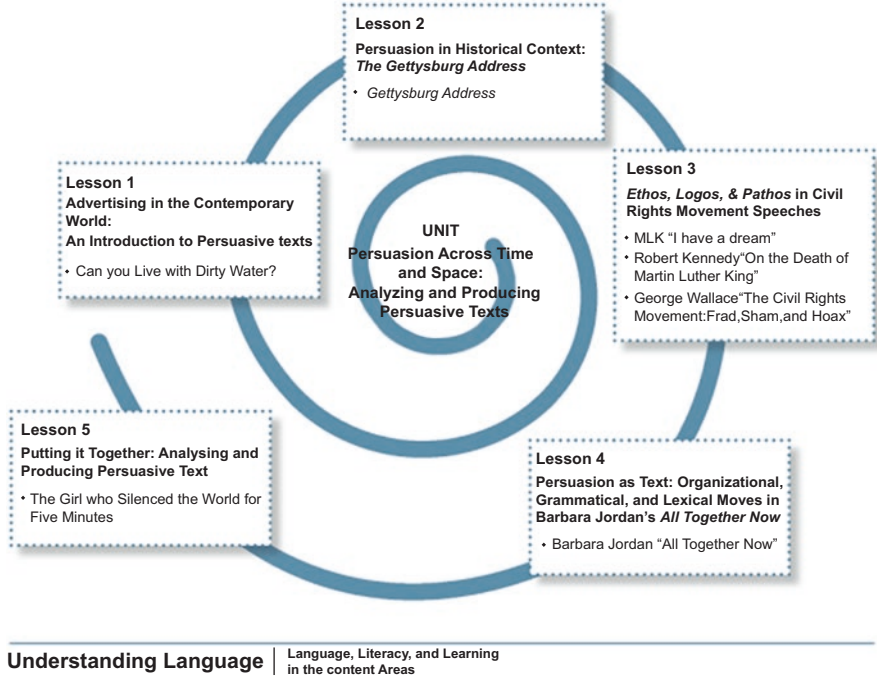 Lesson 2
Persuasion in Historical Context:
The Gettysburg Address
• Gettysburg Address
Lesson 1
Advertising in the Contemporary
World:
An Introduction to Persuasive texts
• Can you Live with Dirty Water?
UNIT
Persuasion Across Time
and Space:
Analyzing and Producing
Persuasive Texts
Lesson 3
Ethos, Logos, & Pathos in Civil
Rights Movement Speeches
• MLK “I have a dream”
• Robert Kennedy“On the Death of
Martin Luther King”
• George Wallace“The Civil Rights
Movement:Frad,Sham,and Hoax”
Lesson 4
Persuasion as Text: Organizational,
Grammatical, and Lexical Moves in
Barbara Jordan’s All Together Now
• Barbara Jordan “All Together Now”
Lesson 5
Putting it Together: Analysing and
Producing Persuasive Text
• The Girl who Silenced the World for
Five Minutes
Understanding Language
Language, Literacy, and Learning
in the content Areas